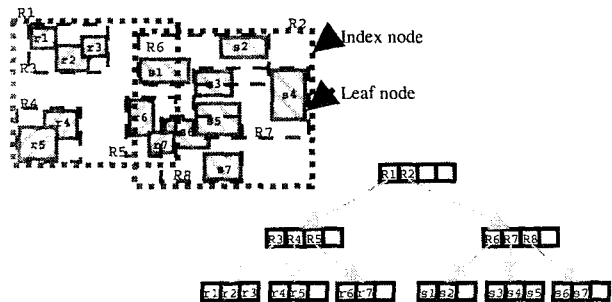 R1
R2
r1
r3
r2
R3
R6
s2
Index node
s1
s3
s4
Leaf node
R4
r4
r6
s5
r5
r7
s6
R7
R5
s7
R8
R1 R2
R3 R4 R5
R6 R7 R8
r1 r2 r3 r4 r5 r6 r7 s1 s2 s3 s4 s5 s6 s7